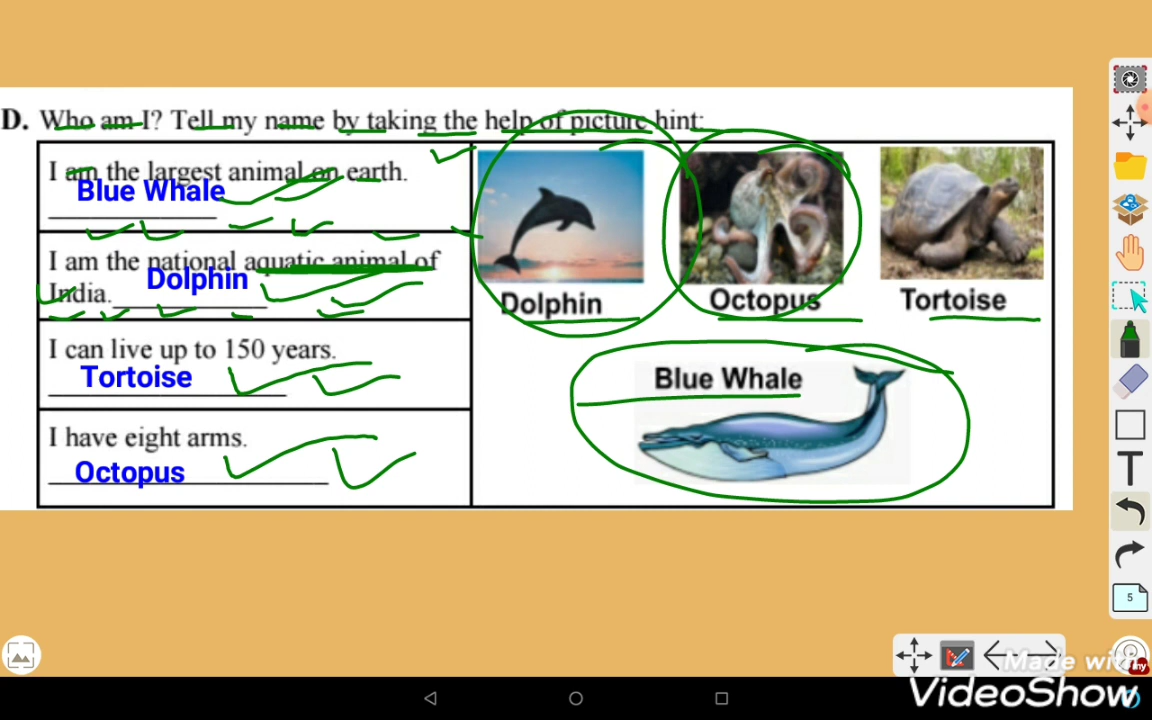 D. Who am I? Tell my name by taking the help of picture hint:
I am the largest animal on earth.
Blue Whale
I am the national aquatic animal of
Dolphin
India.
I can live up to 150 years.
Tortoise
I have eight arms.
Octopus
Dolphin
Octopus
Tortoise
Blue Whale
T
5
my
Made with
VideoShow